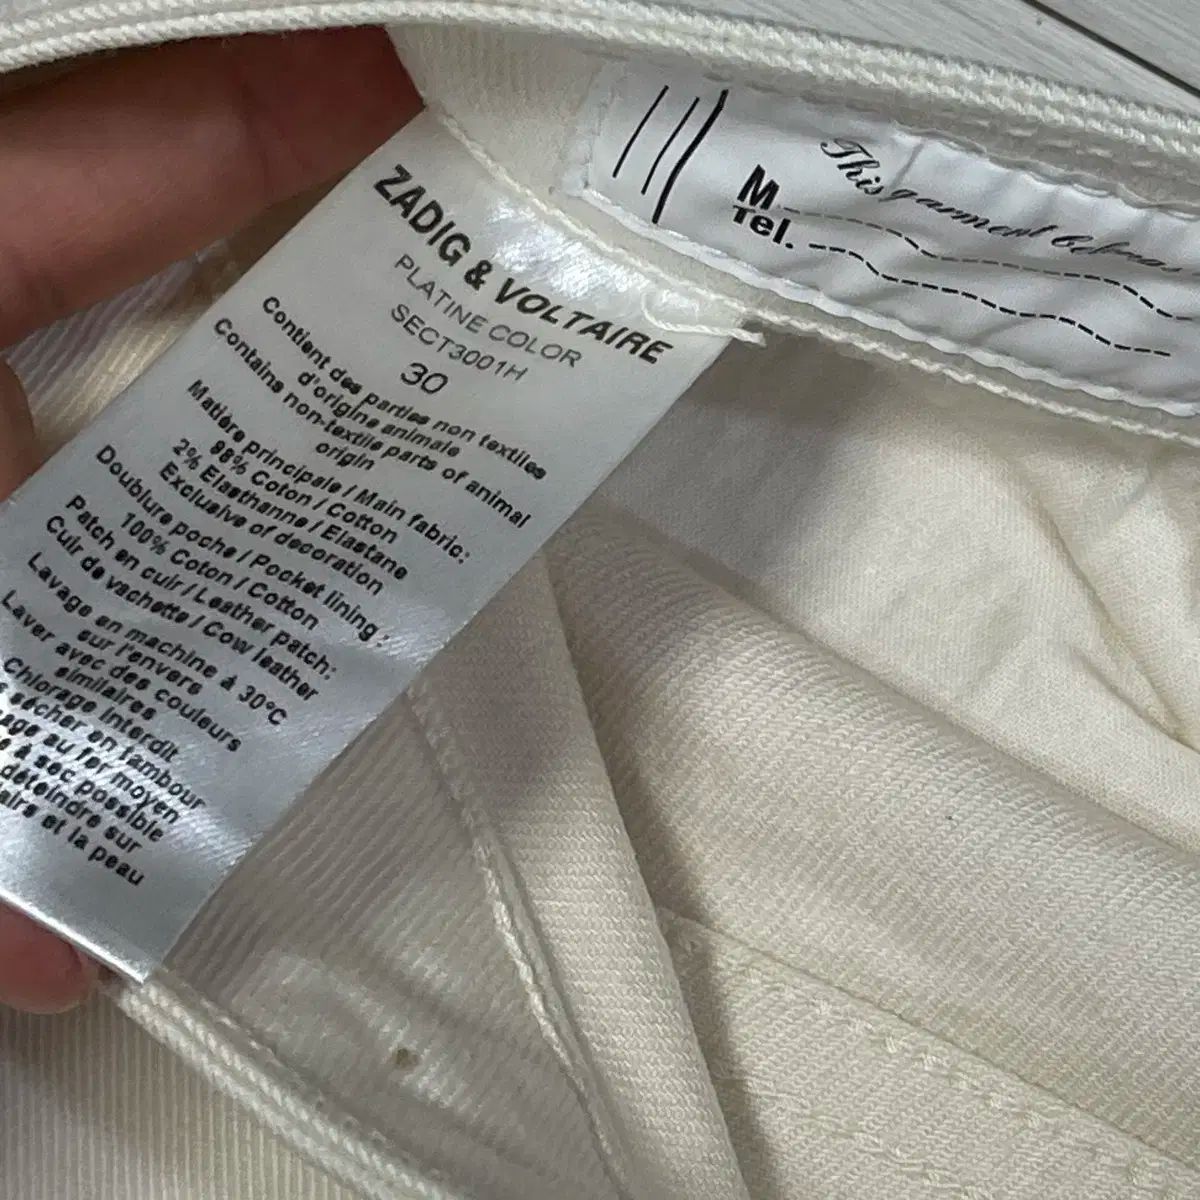 ZADIG & VOLTAIRE
PLATINE COLOR
SECT3001H
30
Contient des parties non textiles
d'origine animale
Contains non-textile parts of animal
origin
Matière principale / Main fabric:
98% Coton / Cotton
2% Elasthanne / Elastane
Exclusive of decoration
Doublure poche / Pocket lining:
100% Coton / Cotton
Patch en cuir / Leather patch:
Cuir de vachette / Cow leather
Lavage en machine à 30°C
sur l'envers
Laver avec des couleurs
similaires
Chlorage interdit
sécher en tambour
au fer moyen
à sec possible
déteindre sur
et la peau
This garment
M.
Tel.